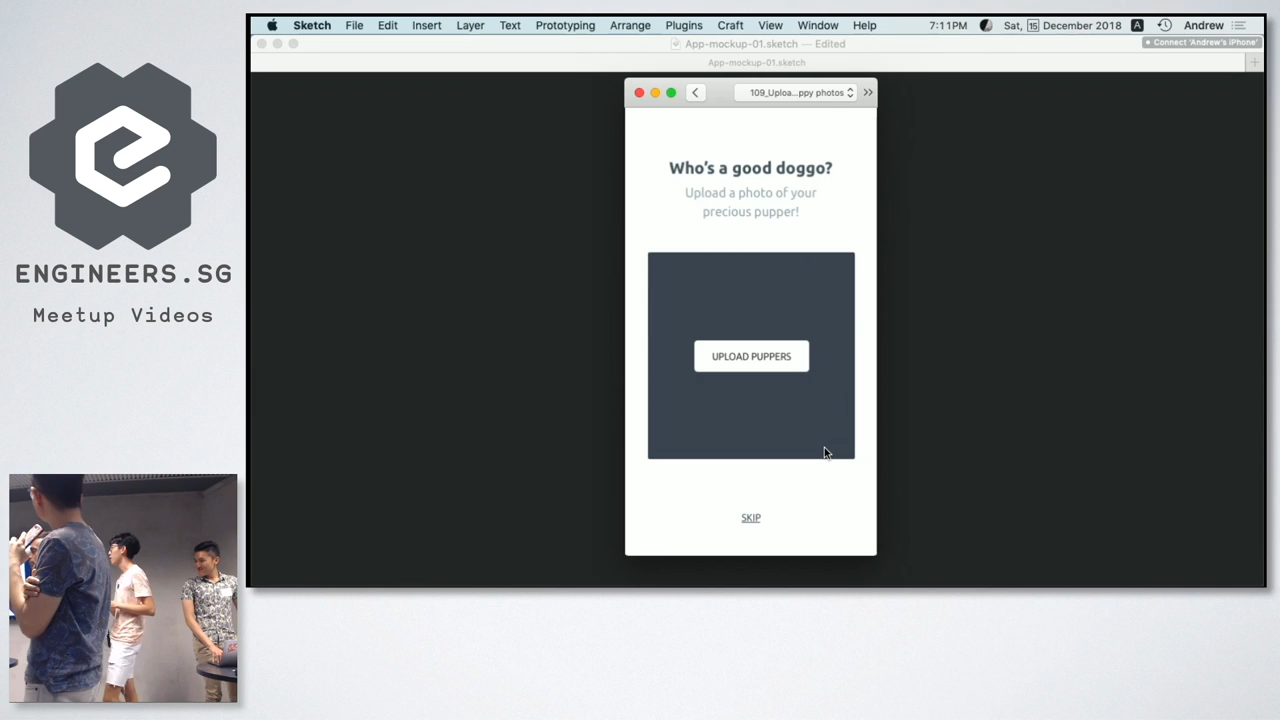 ENGINEERS.SG
Meetup Videos
Sketch File Edit Insert Layer Text Prototyping Arrange Plugins Craft View Window Help 7:11PM Sat, 15 December 2018 A Andrew
App-mockup-01.sketch — Edited
Connect 'Andrew's iPhone'
App-mockup-01.sketch
109_Uploa...ppy photos
Who's a good doggo?
Upload a photo of your
precious pupper!
UPLOAD PUPPERS
SKIP